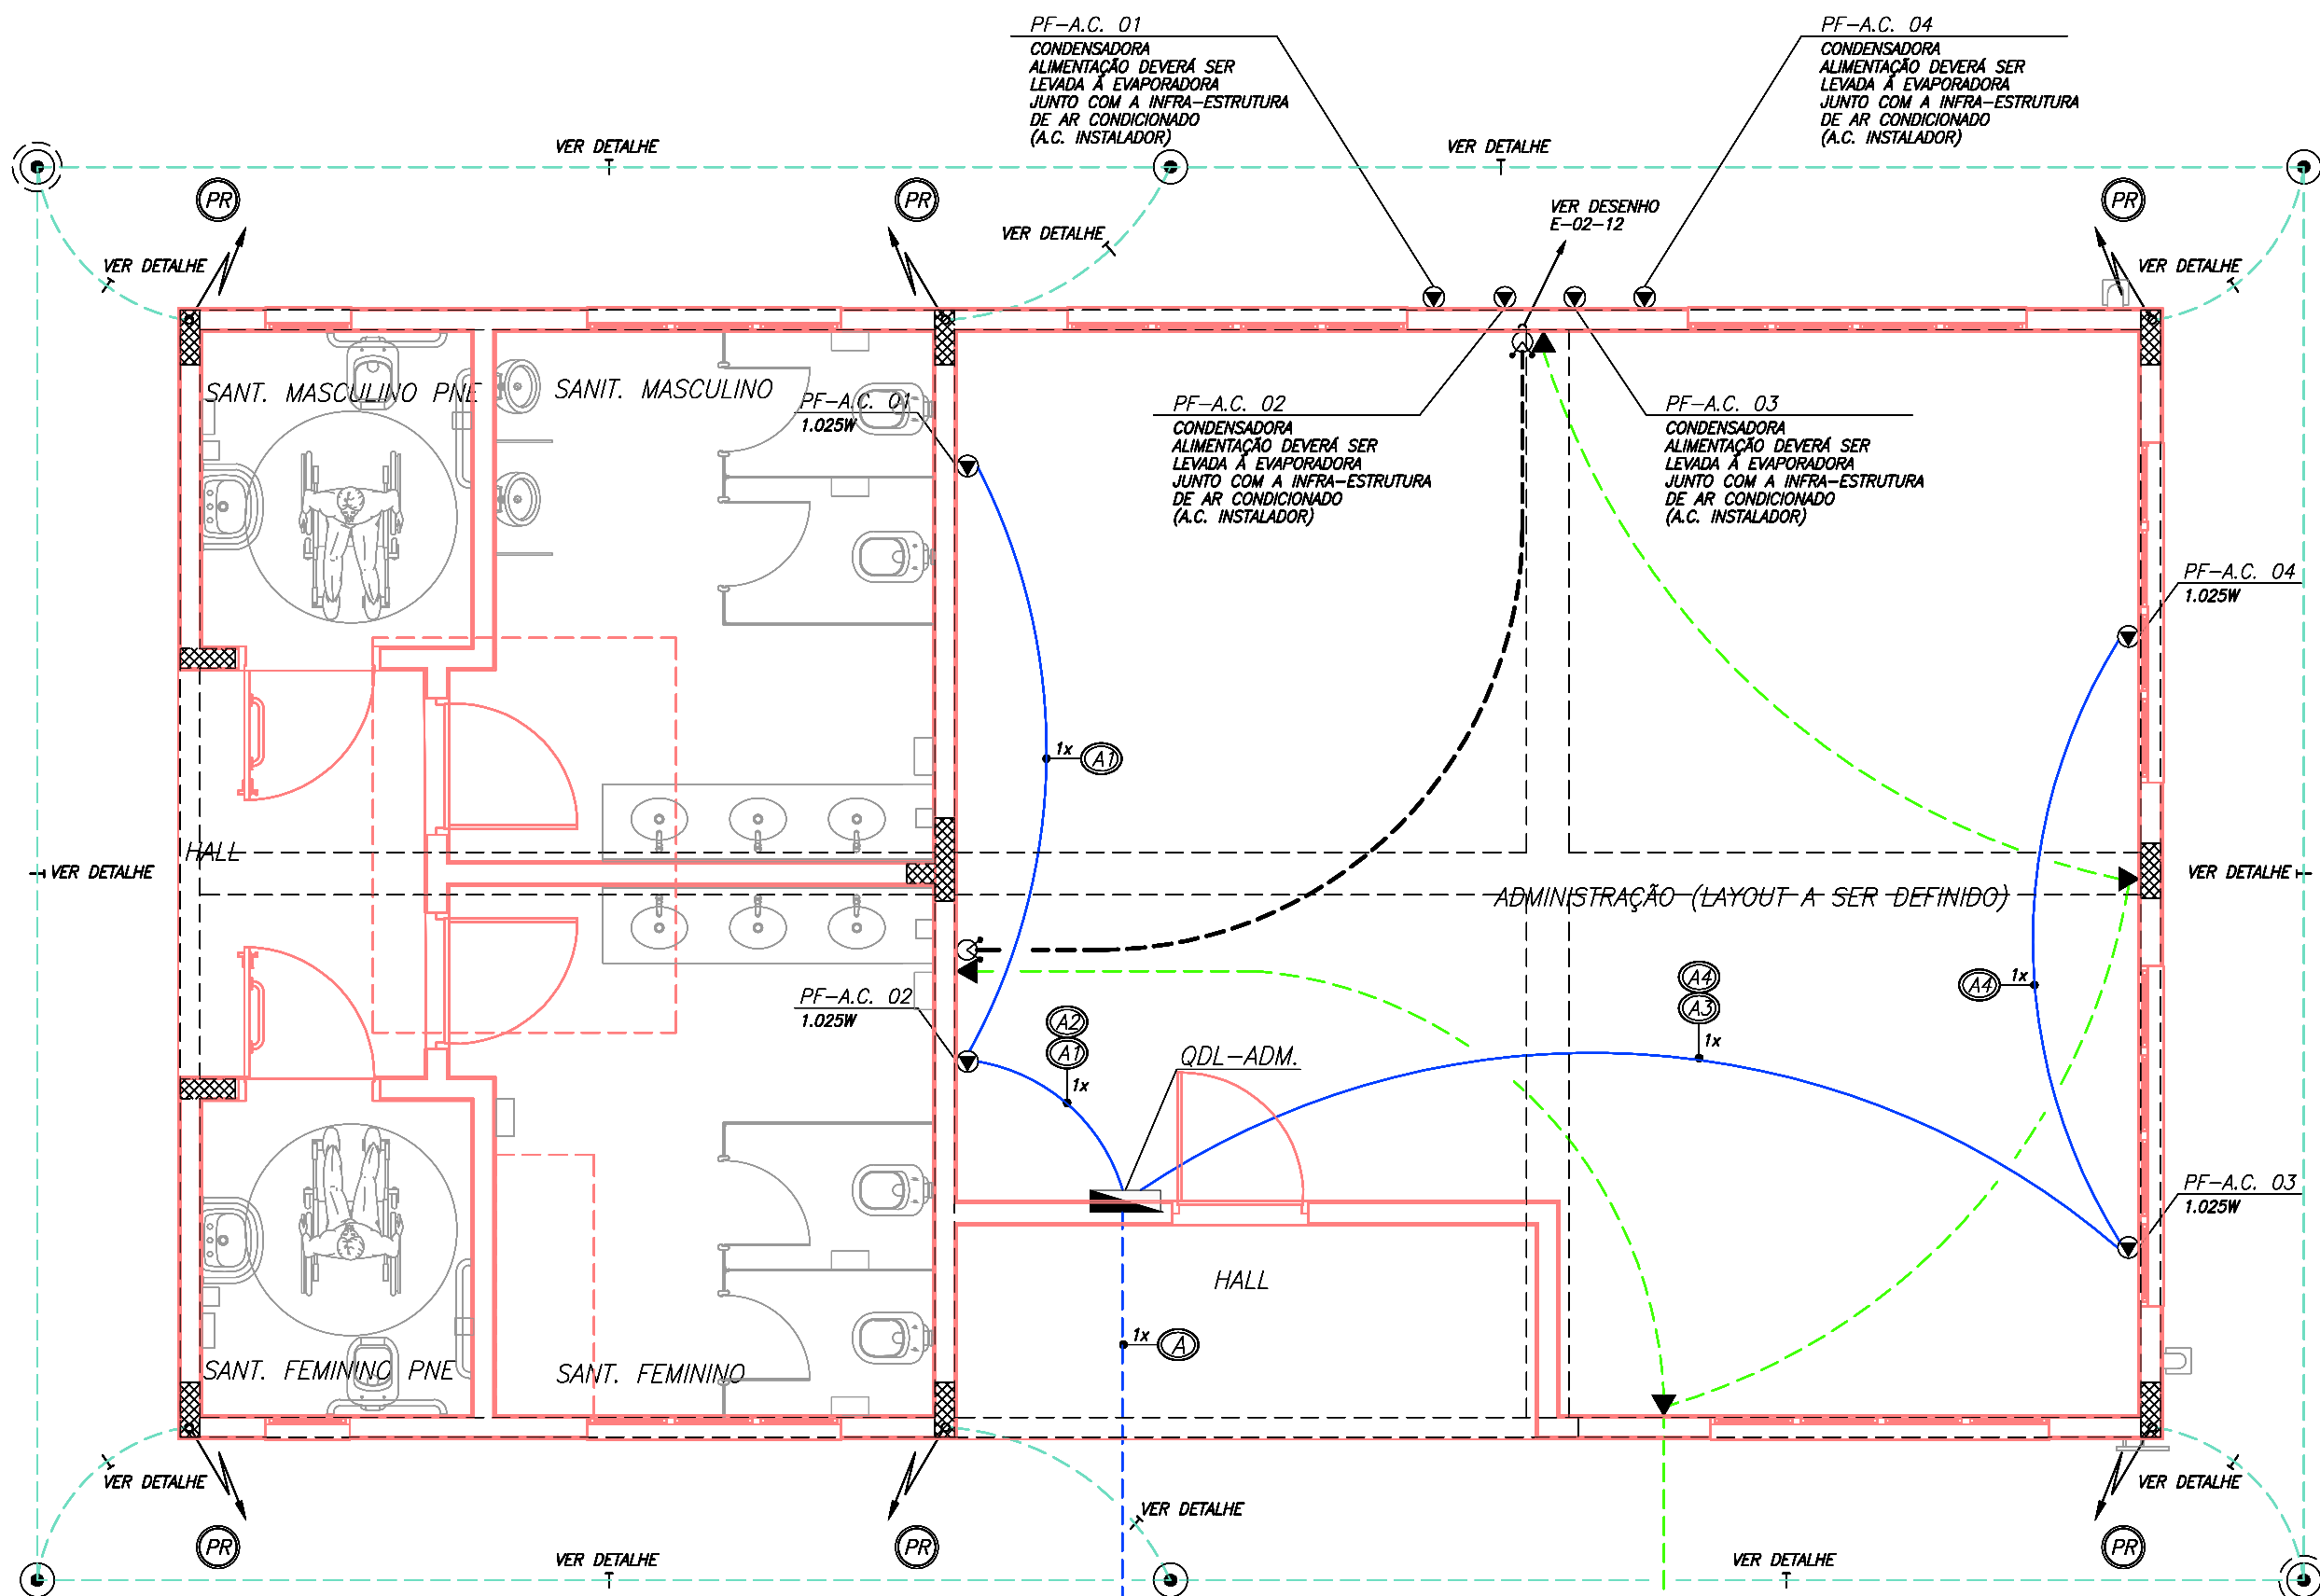 PF-A.C. 01
CONDENSADORA
ALIMENTAÇÃO DEVERÁ SER
LEVADA À EVAPORADORA
JUNTO COM A INFRA-ESTRUTURA
DE AR CONDICIONADO
(A.C. INSTALADOR)
PF-A.C. 04
CONDENSADORA
ALIMENTAÇÃO DEVERÁ SER
LEVADA À EVAPORADORA
JUNTO COM A INFRA-ESTRUTURA
DE AR CONDICIONADO
(A.C. INSTALADOR)
VER DETALHE
VER DETALHE
PR
PR
PR
VER DESENHO
E-02-12
VER DETALHE
VER DETALHE
VER DETALHE
SANT. MASCULINO PNE
SANIT. MASCULINO
PF-A.C. 01
1.025W
PF-A.C. 02
CONDENSADORA
ALIMENTAÇÃO DEVERÁ SER
LEVADA À EVAPORADORA
JUNTO COM A INFRA-ESTRUTURA
DE AR CONDICIONADO
(A.C. INSTALADOR)
PF-A.C. 03
CONDENSADORA
ALIMENTAÇÃO DEVERÁ SER
LEVADA À EVAPORADORA
JUNTO COM A INFRA-ESTRUTURA
DE AR CONDICIONADO
(A.C. INSTALADOR)
PF-A.C. 04
1.025W
1x A1
HALL
VER DETALHE
VER DETALHE
ADMINISTRAÇÃO (LAYOUT A SER DEFINIDO)
PF-A.C. 02
1.025W
A2
A1
1x
A4
A3
1x
A4 1x
QDL-ADM.
PF-A.C. 03
1.025W
HALL
1x A
SANT. FEMININO PNE
SANT. FEMININO
VER DETALHE
VER DETALHE
VER DETALHE
PR
PR
PR
VER DETALHE
VER DETALHE